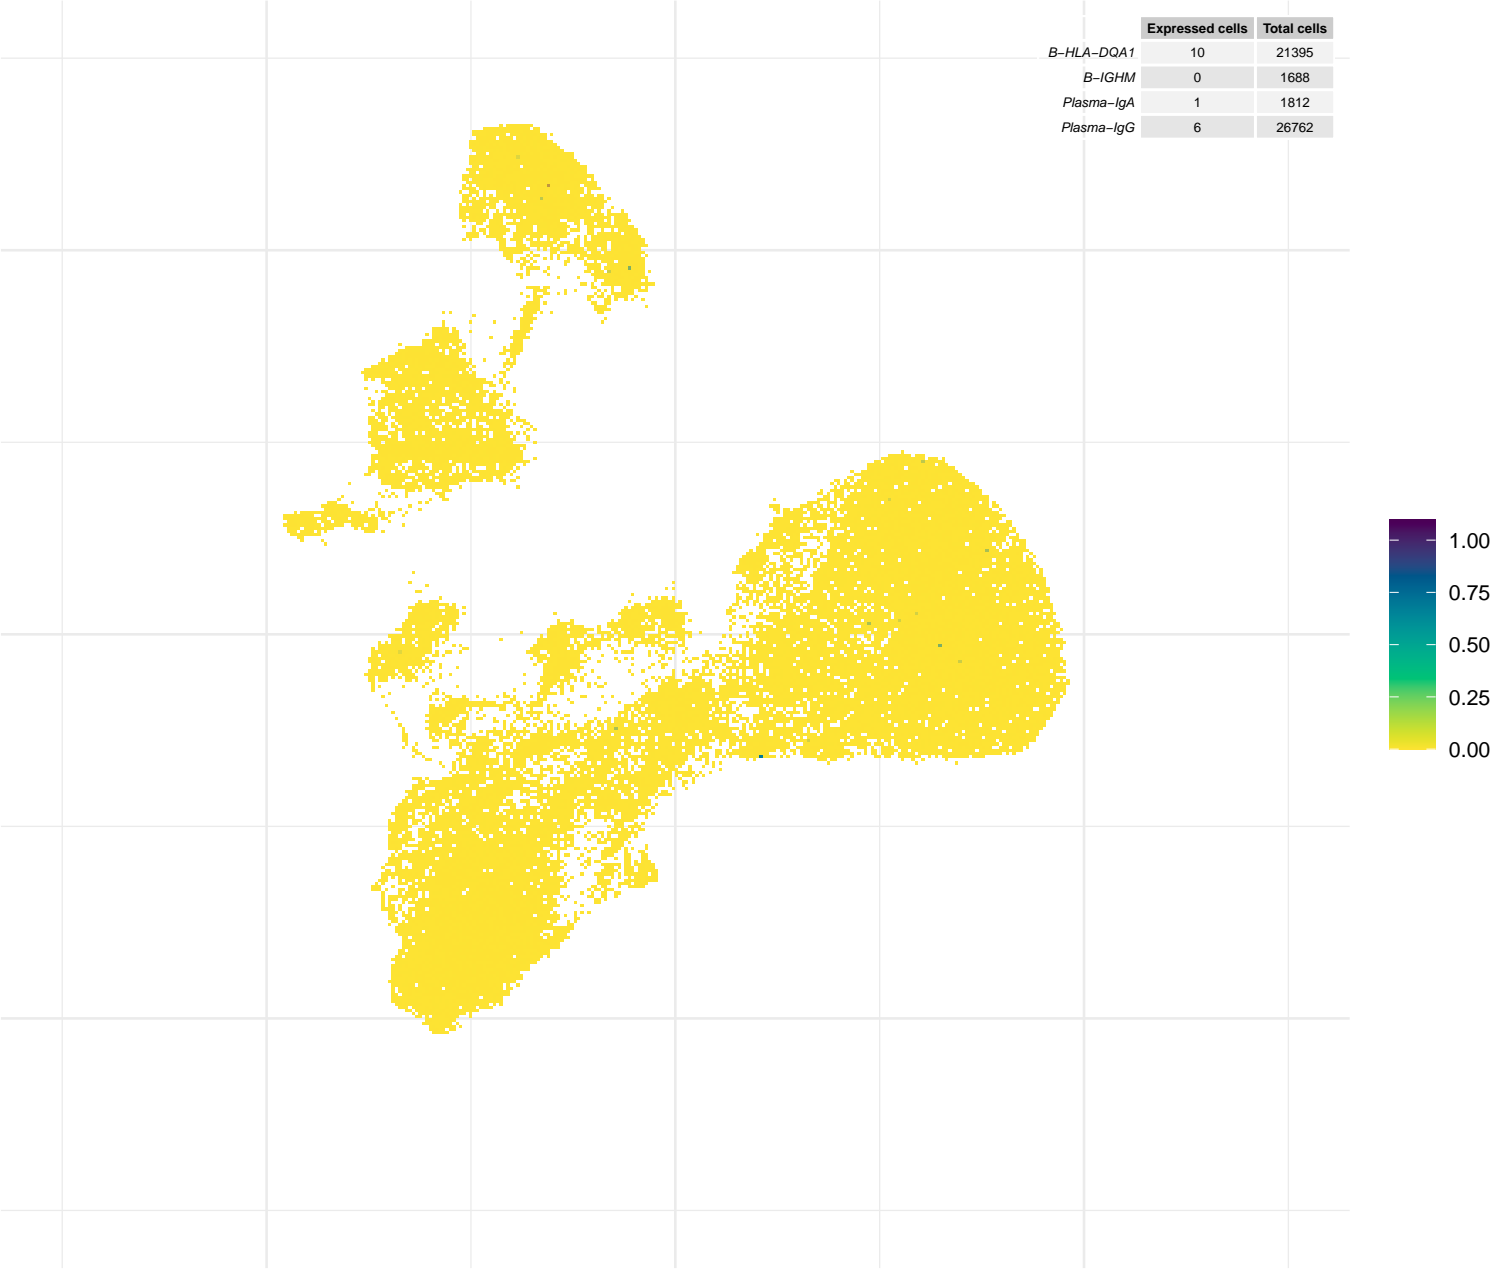 Expressed cells Total cells
B−HLA−DQA1 10 21395
B−IGHM 0 1688
Plasma−IgA 1 1812
Plasma−IgG 6 26762
1.00
0.75
0.50
0.25
0.00